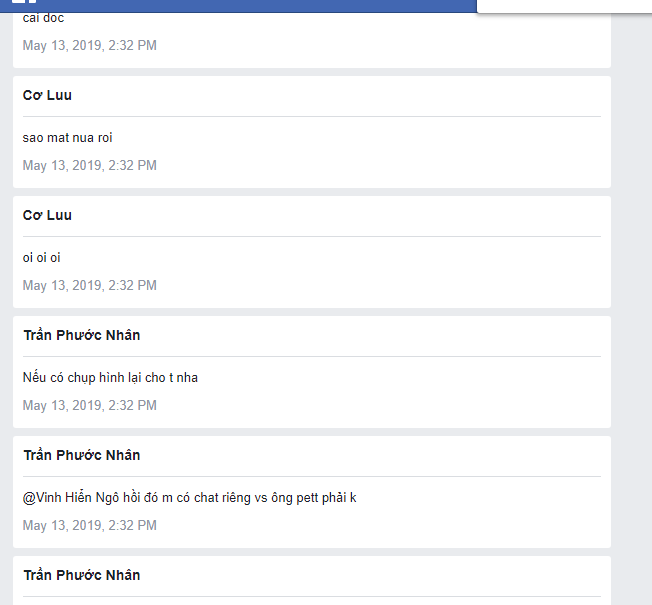 cai doc
May 13, 2019, 2:32 PM
Cơ Luu
sao mat nua roi
May 13, 2019, 2:32 PM
Cơ Luu
oi oi oi
May 13, 2019, 2:32 PM
Trần Phước Nhân
Nếu có chụp hình lại cho t nha
May 13, 2019, 2:32 PM
Trần Phước Nhân
@Vinh Hiển Ngô hồi đó m có chat riêng vs ông pett phải k
May 13, 2019, 2:32 PM
Trần Phước Nhân